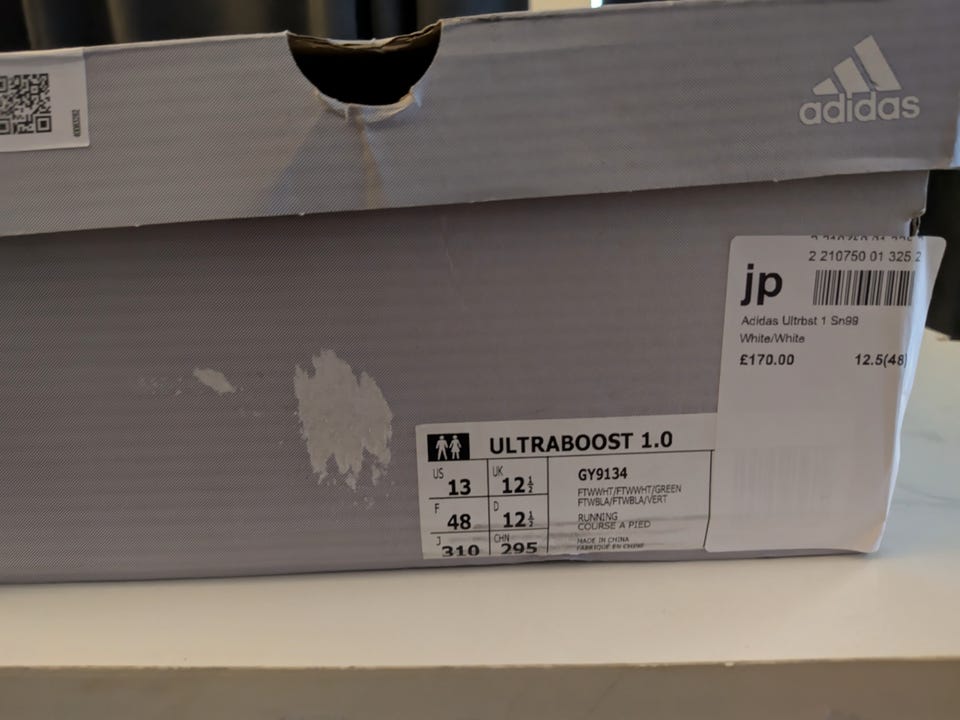 adidas
2 210750 01 325 2
jp
Adidas Ultrbst 1 Sn99
White/White
£170.00 12.5(48)
ULTRABOOST 1.0
US 13 UK 12½
F 48 D 12½
J 310 CHN 295
GY9134
FTWWHT/FTWWHT/GREEN
FTWBLA/FTWBLA/VERT
RUNNING
COURSE A PIED
MADE IN CHINA
FABRIQUÉ EN CHINE